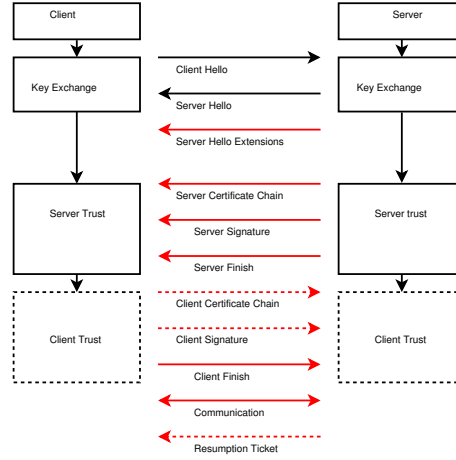 Client
Server
Client Hello
Key Exchange
Key Exchange
Server Hello
Server Hello Extensions
Server Certificate Chain
Server Trust
Server trust
Server Signature
Server Finish
Client Certificate Chain
Client Trust
Client Trust
Client Signature
Client Finish
Communication
Resumption Ticket